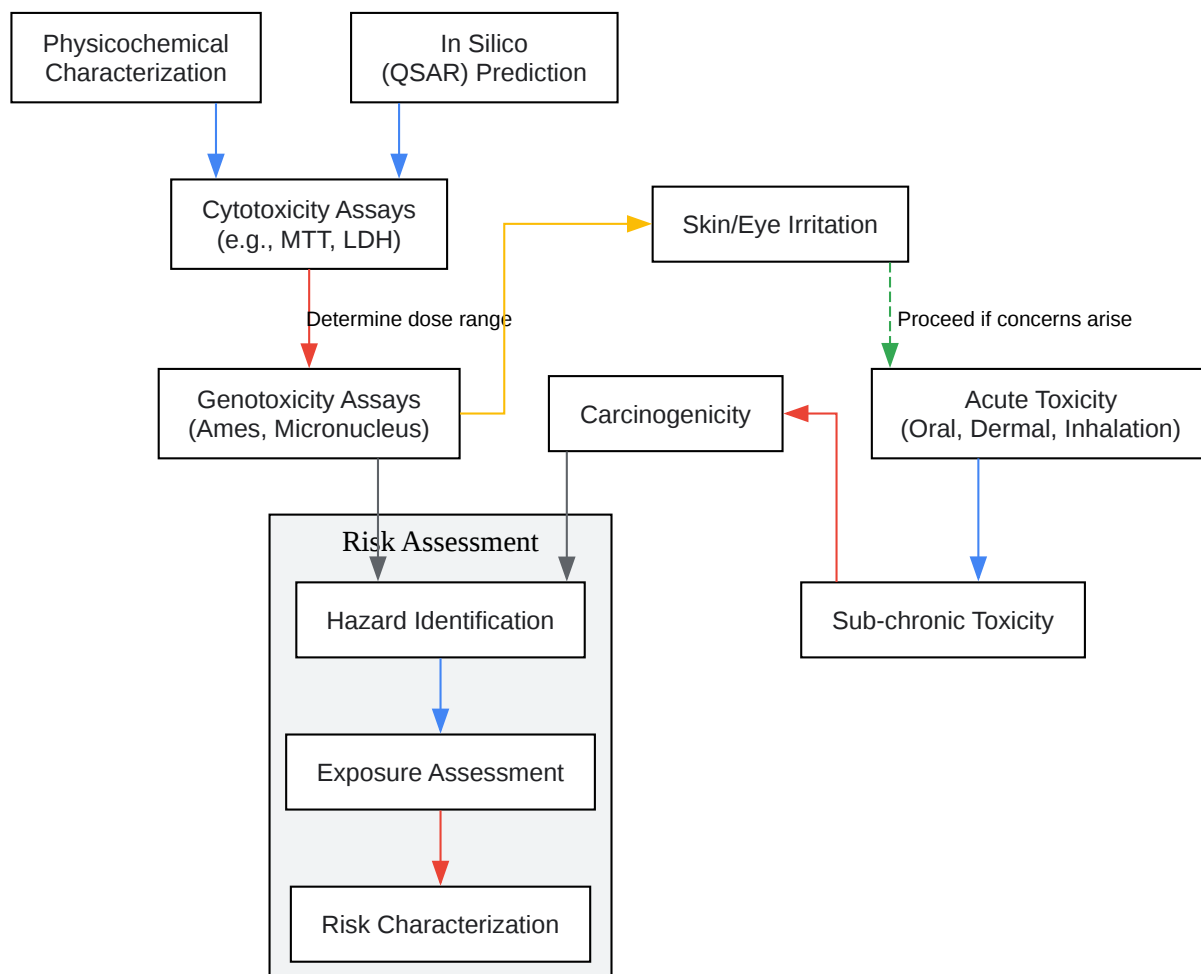 Physicochemical
Characterization
In Silico
(QSAR) Prediction
Cytotoxicity Assays
(e.g., MTT, LDH)
Skin/Eye Irritation
Determine dose range
Proceed if concerns arise
Genotoxicity Assays
(Ames, Micronucleus)
Carcinogenicity
Acute Toxicity
(Oral, Dermal, Inhalation)
Risk Assessment
Hazard Identification
Sub-chronic Toxicity
Exposure Assessment
Risk Characterization